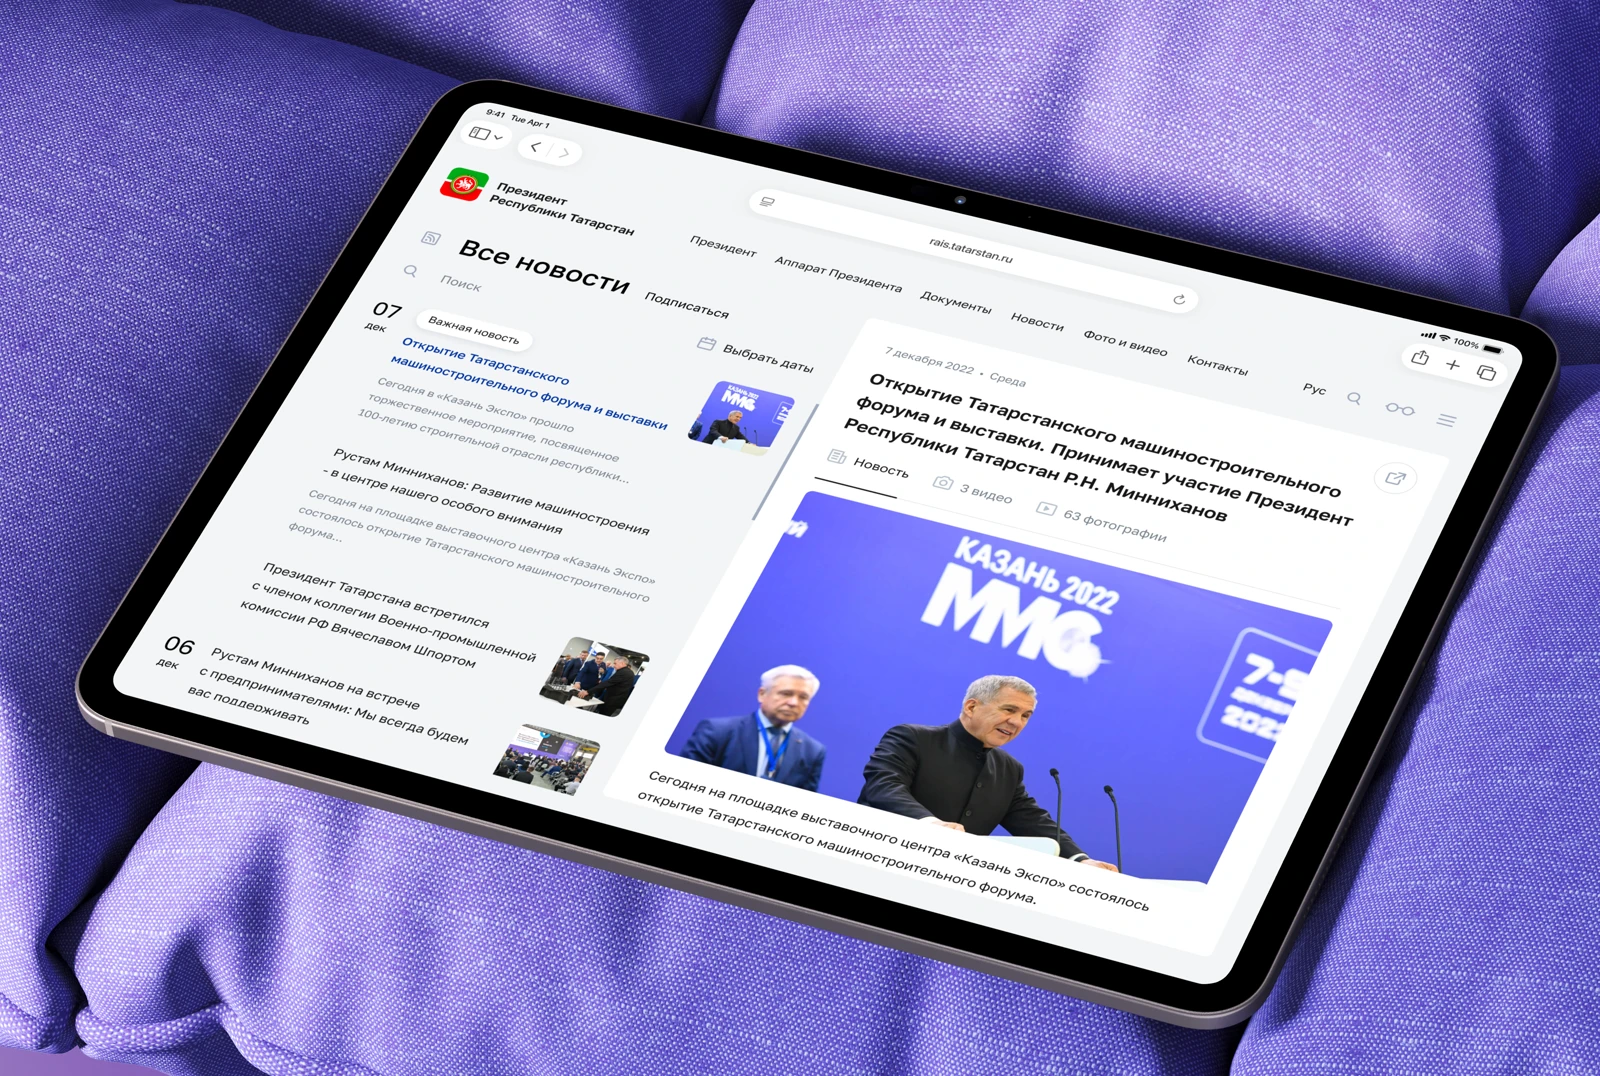 9:41 Tue Apr 1
100%
rais.tatarstan.ru
Президент
Республики Татарстан
Президент
Аппарат Президента
Документы
Новости
Фото и видео
Контакты
Рус
Все новости
Подписаться
Поиск
Выбрать даты
07
дек
Важная новость
Открытие Татарстанского
машиностроительного форума и выставки
Сегодня в «Казань Экспо» прошло
торжественное мероприятие, посвященное
100-летию строительной отрасли республики...
КАЗАНЬ 2022
ММС
Рустам Минниханов: Развитие машиностроения
- в центре нашего особого внимания
Сегодня на площадке выставочного центра «Казань Экспо»
состоялось открытие Татарстанского машиностроительного
форума...
Президент Татарстана встретился
с членом коллегии Военно-промышленной
комиссии РФ Вячеславом Шпортом
06
дек
Рустам Минниханов на встрече
с предпринимателями: Мы всегда будем
вас поддерживать
7 декабря 2022 • Среда
Открытие Татарстанского машиностроительного
форума и выставки. Принимает участие Президент
Республики Татарстан Р.Н. Минниханов
Новость
3 видео
63 фотографии
КАЗАНЬ 2022
ММС
2022
Сегодня на площадке выставочного центра «Казань Экспо» состоялось
открытие Татарстанского машиностроительного форума.